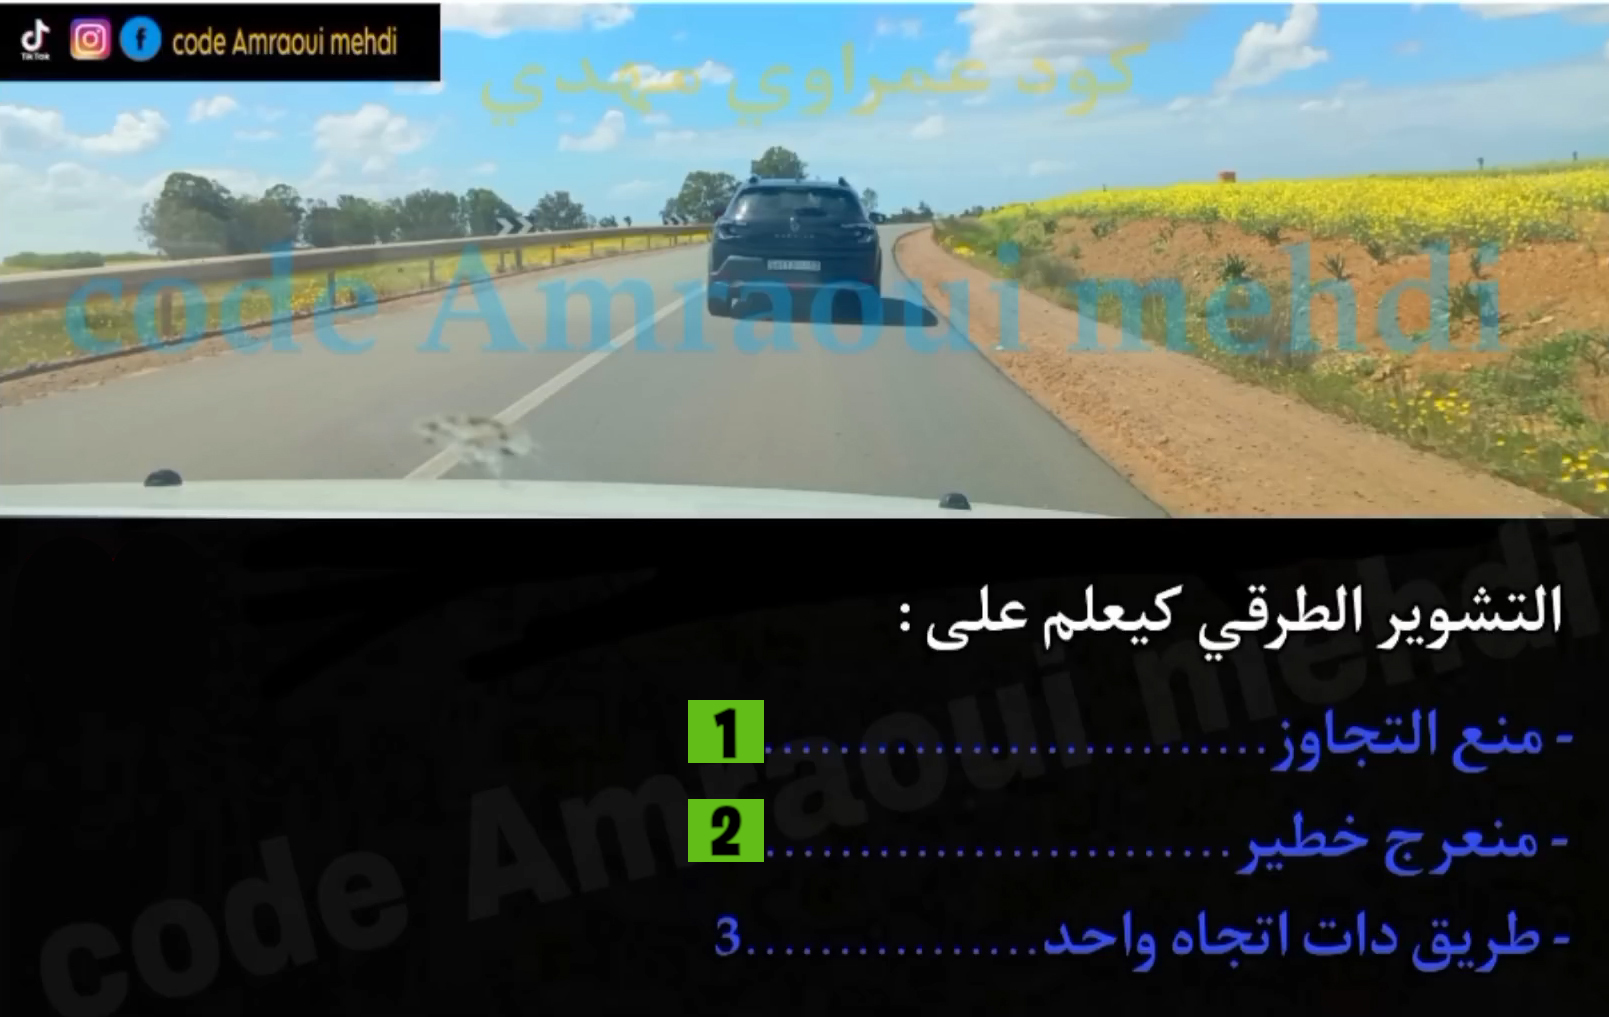 TikTok code Amraoui mehdi
كود عمراوي مهدي
code Amraoui mehdi
التشوير الطرقي كيعلم على :
- منع التجاوز..........................1
- منعرج خطير.........................2
- طريق دات اتجاه واحد................3
code Amraoui mehdi